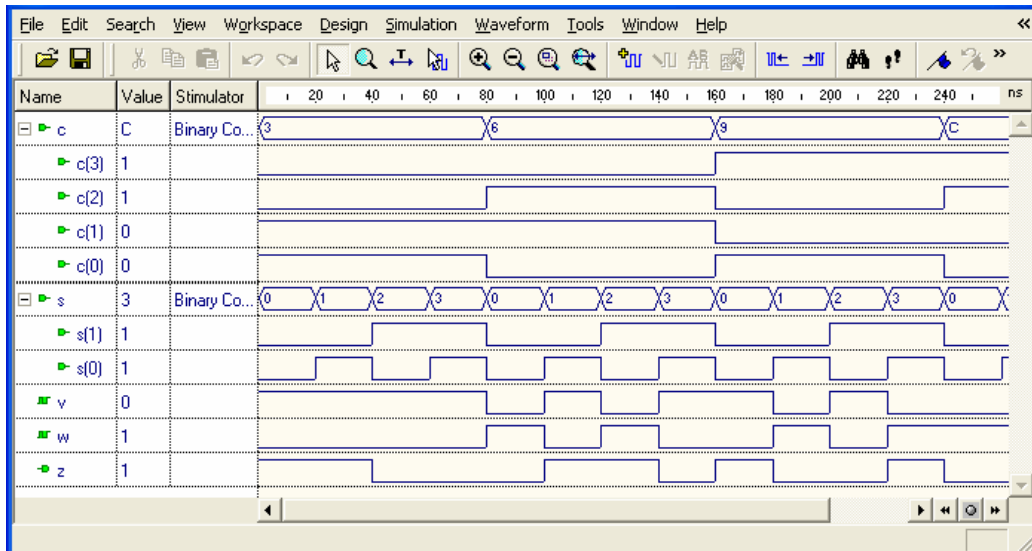 File Edit Search View Workspace Design Simulation Waveform Tools Window Help «
Name Value Stimulator 20 40 60 80 100 120 140 160 180 200 220 240 ns
c C Binary Co... 3 6 9 C
c(3) 1
c(2) 1
c(1) 0
c(0) 0
s 3 Binary Co... 0 1 2 3 0 1 2 3 0 1 2 3 0
s(1) 1
s(0) 1
v 0
w 1
z 1